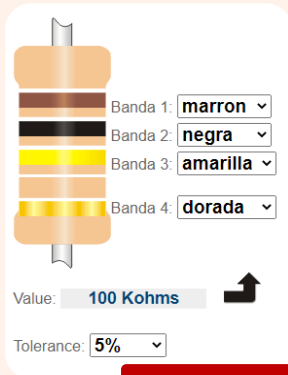 Banda 1: marron
Banda 2: negra
Banda 3: amarilla
Banda 4: dorada
Value: 100 Kohms
Tolerance: 5%